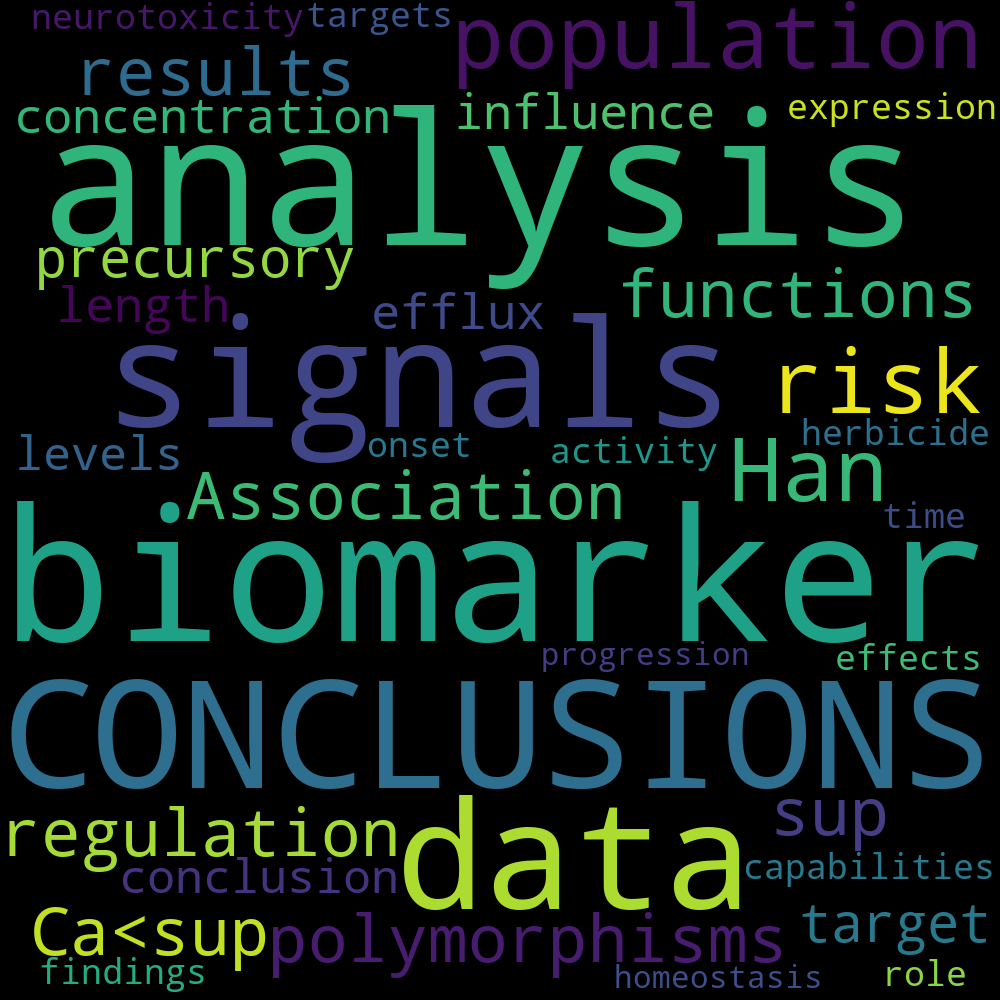 neurotoxicity targets population
results
concentration influence expression
analysis
precursory functions
length efflux
signals risk
levels onset activity herbicide
Association Han time
biomarker
progression effects
CONCLUSIONS
regulation data sup
conclusion capabilities
Ca<sup polymorphisms target
findings homeostasis role